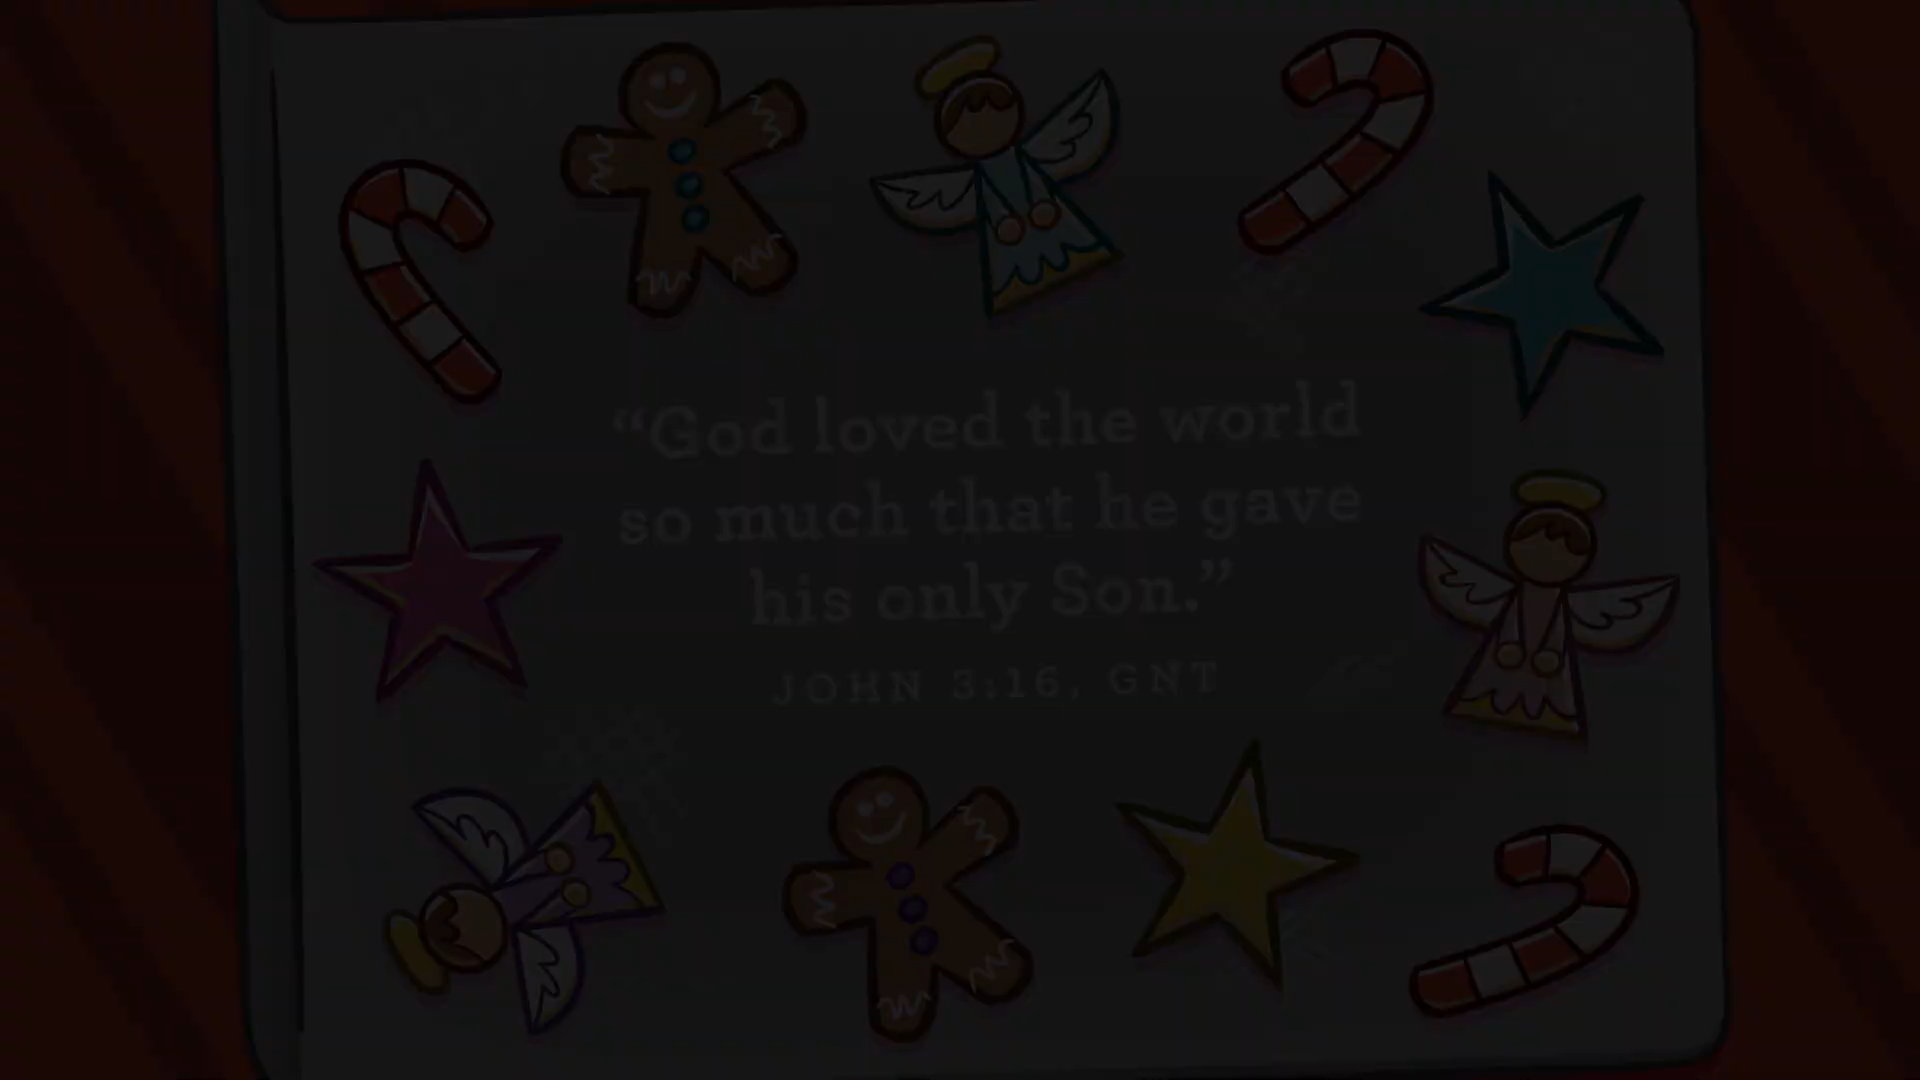 “God loved the world
so much that he gave
his only Son.”
JOHN 3:16, GNT